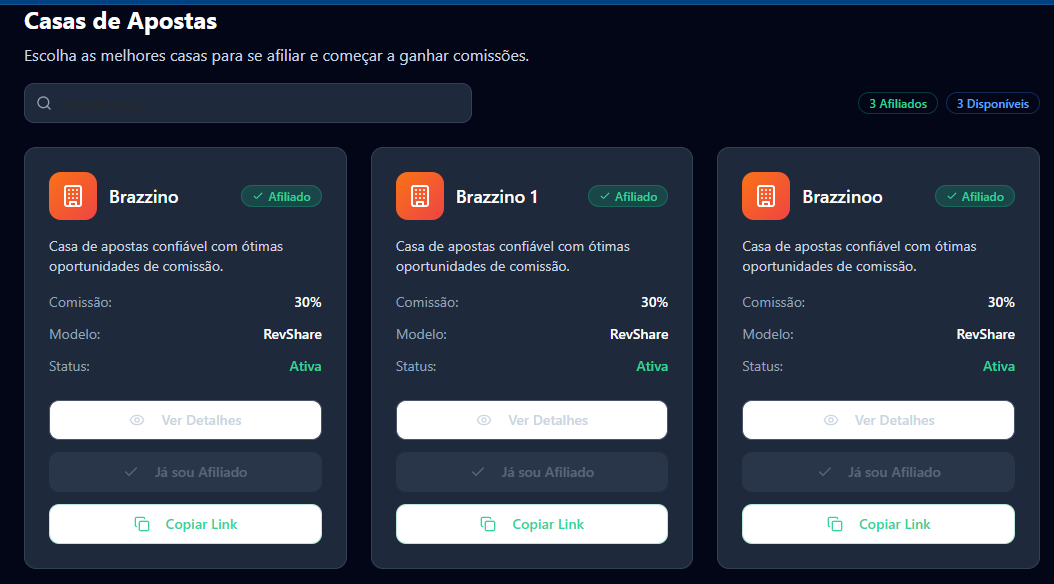 Casas de Apostas
Escolha as melhores casas para se afiliar e começar a ganhar comissões.
3 Afiliados
3 Disponíveis
Brazzino
Afiliado
Casa de apostas confiável com ótimas
oportunidades de comissão.
Comissão: 30%
Modelo: RevShare
Status: Ativa
Ver Detalhes
Já sou Afiliado
Copiar Link
Brazzino 1
Afiliado
Casa de apostas confiável com ótimas
oportunidades de comissão.
Comissão: 30%
Modelo: RevShare
Status: Ativa
Ver Detalhes
Já sou Afiliado
Copiar Link
Brazzinoo
Afiliado
Casa de apostas confiável com ótimas
oportunidades de comissão.
Comissão: 30%
Modelo: RevShare
Status: Ativa
Ver Detalhes
Já sou Afiliado
Copiar Link